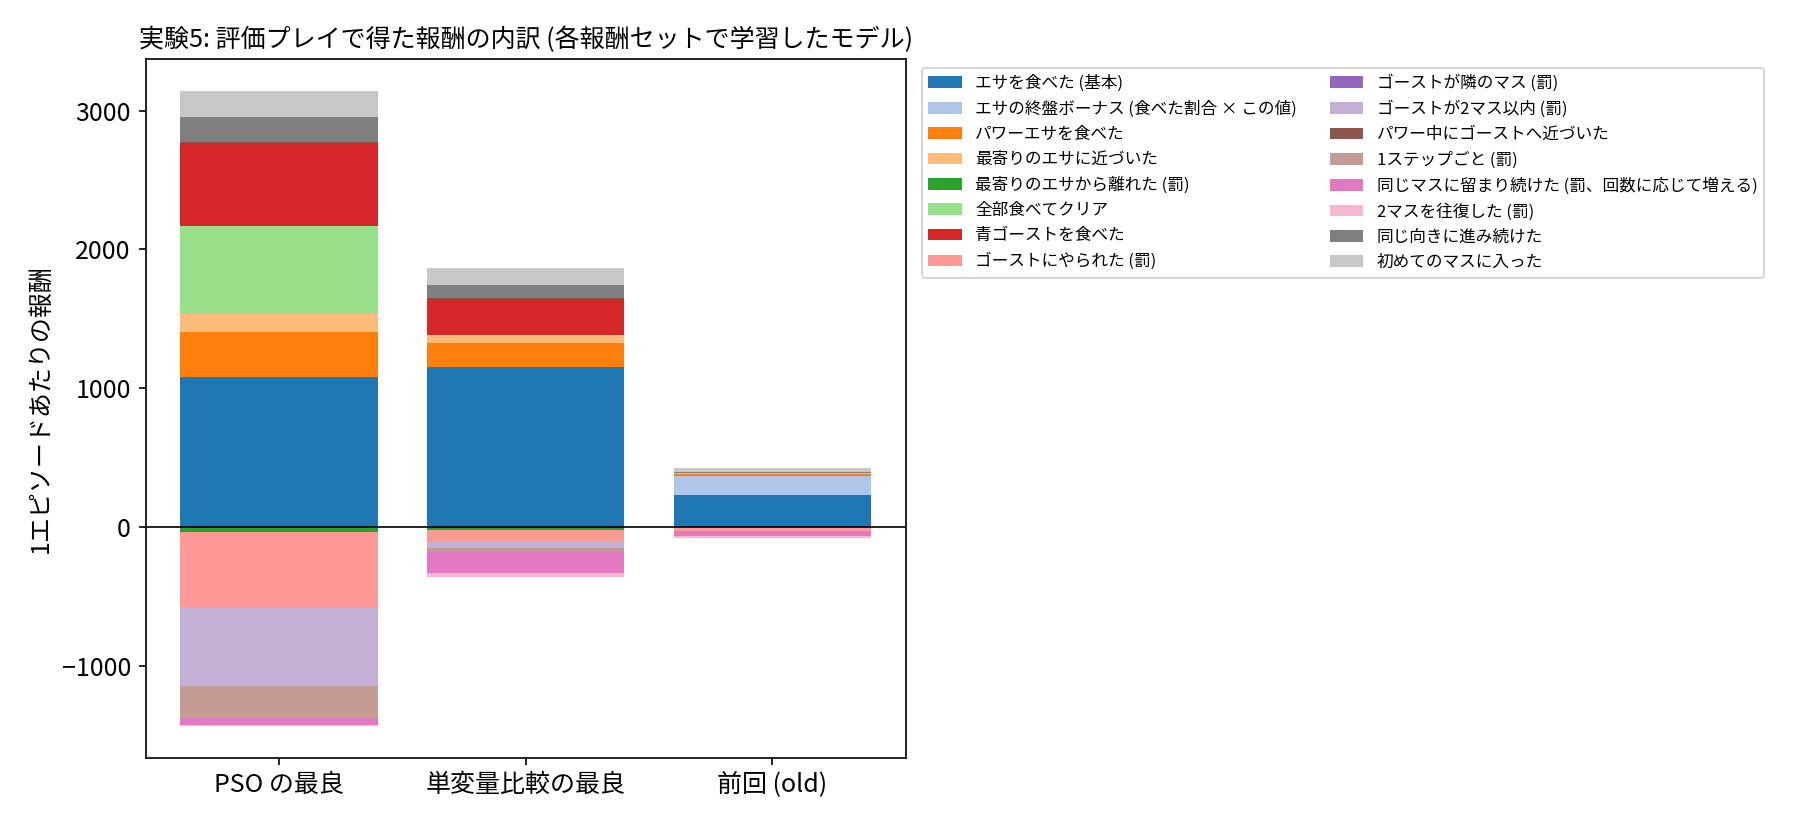 実験5: 評価プレイで得た報酬の内訳 (各報酬セットで学習したモデル)
1エピソードあたりの報酬
3000
2000
1000
0
−1000
PSO の最良
単変量比較の最良
前回 (old)
エサを食べた (基本)
エサの終盤ボーナス (食べた割合 × この値)
パワーエサを食べた
最寄りのエサに近づいた
最寄りのエサから離れた (罰)
全部食べてクリア
青ゴーストを食べた
ゴーストにやられた (罰)
ゴーストが隣のマス (罰)
ゴーストが2マス以内 (罰)
パワー中にゴーストへ近づいた
1ステップごと (罰)
同じマスに留まり続けた (罰、回数に応じて増える)
2マスを往復した (罰)
同じ向きに進み続けた
初めてのマスに入った